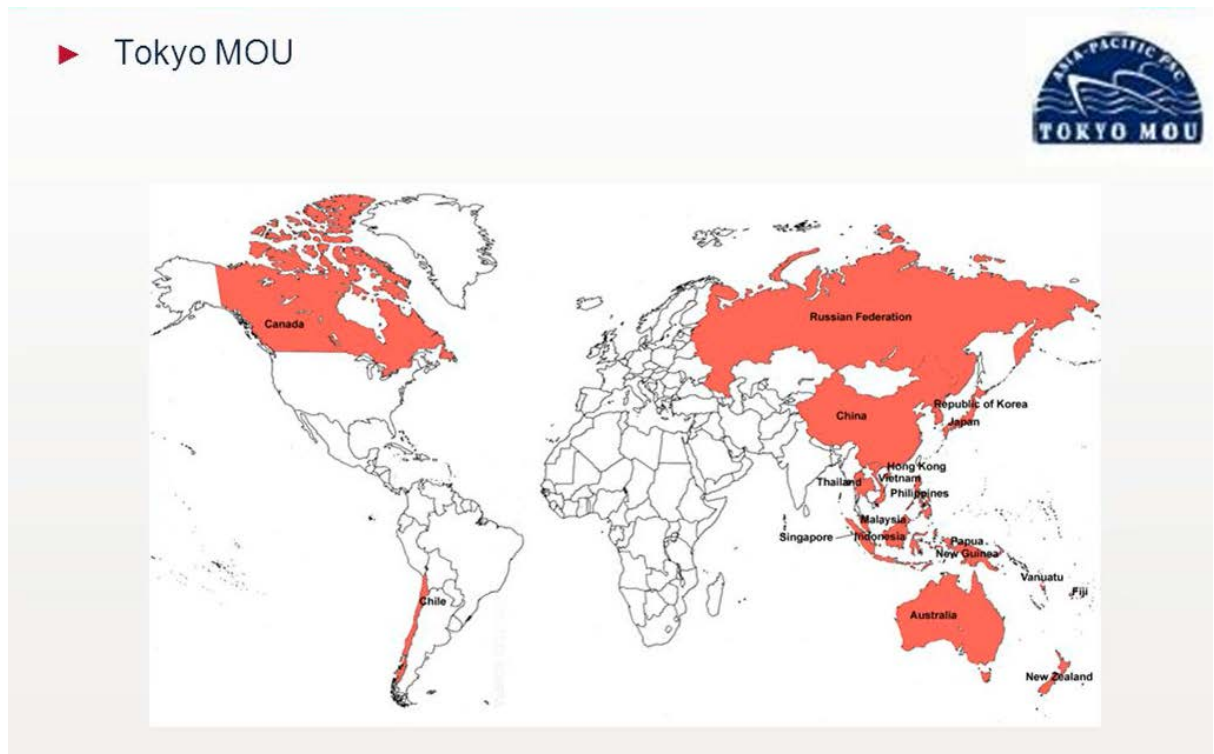 ► Tokyo MOU
ASIA-PACIFIC PSC
TOKYO MOU
Canada
Russian Federation
China
Republic of Korea
Japan
Hong Kong
Thailand
Vietnam
Philippines
Malaysia
Singapore
Indonesia
Papua
New Guinea
Vanuatu
Fiji
Chile
Australia
New Zealand